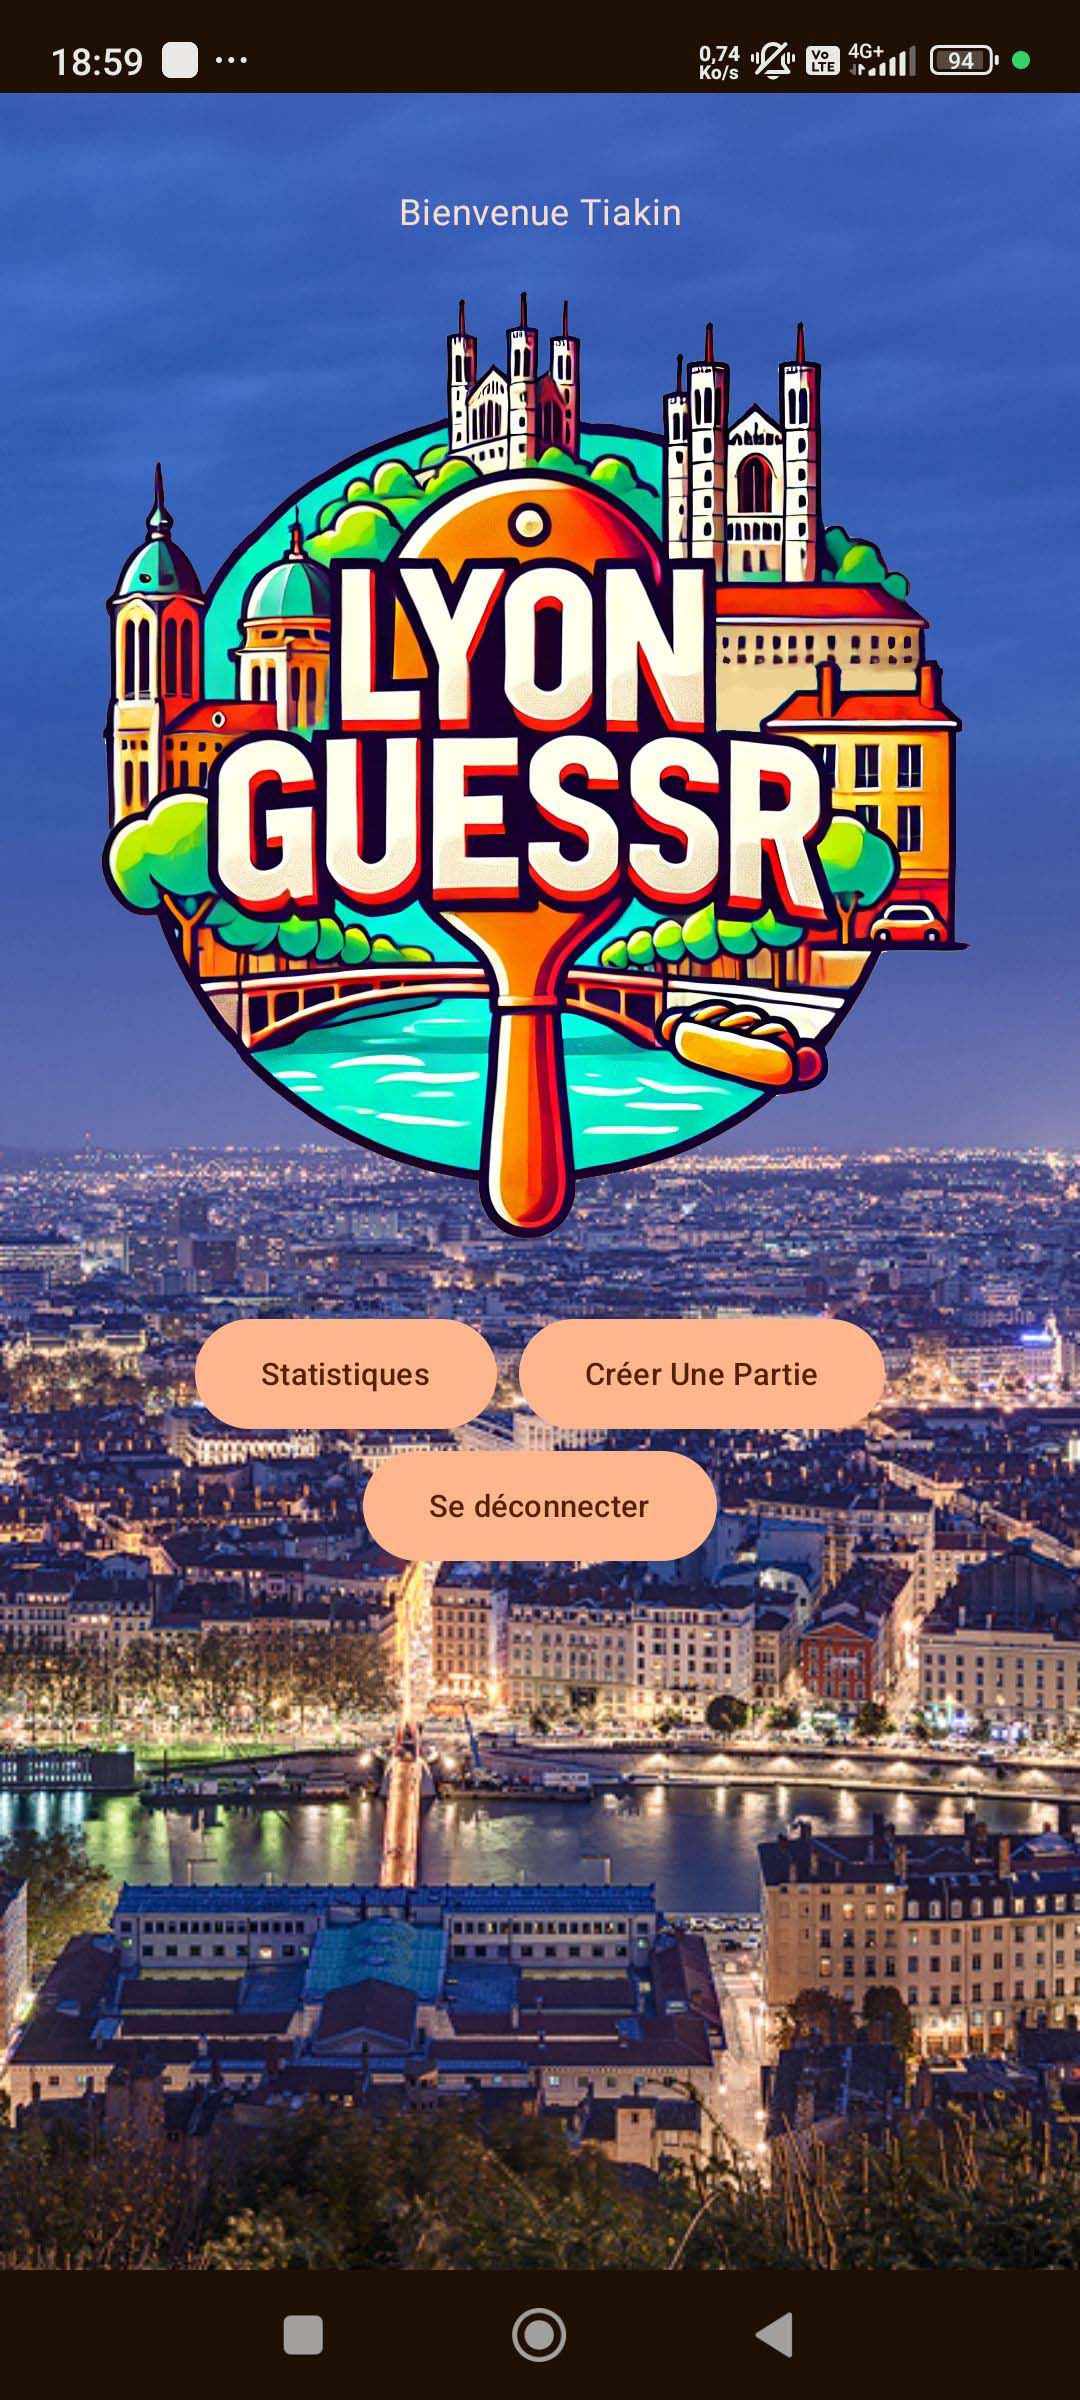 18:59
0,74
Ko/s
Vo
LTE
4G+
94
Bienvenue Tiakin
LYON
GUESSR
Statistiques
Créer Une Partie
Se déconnecter